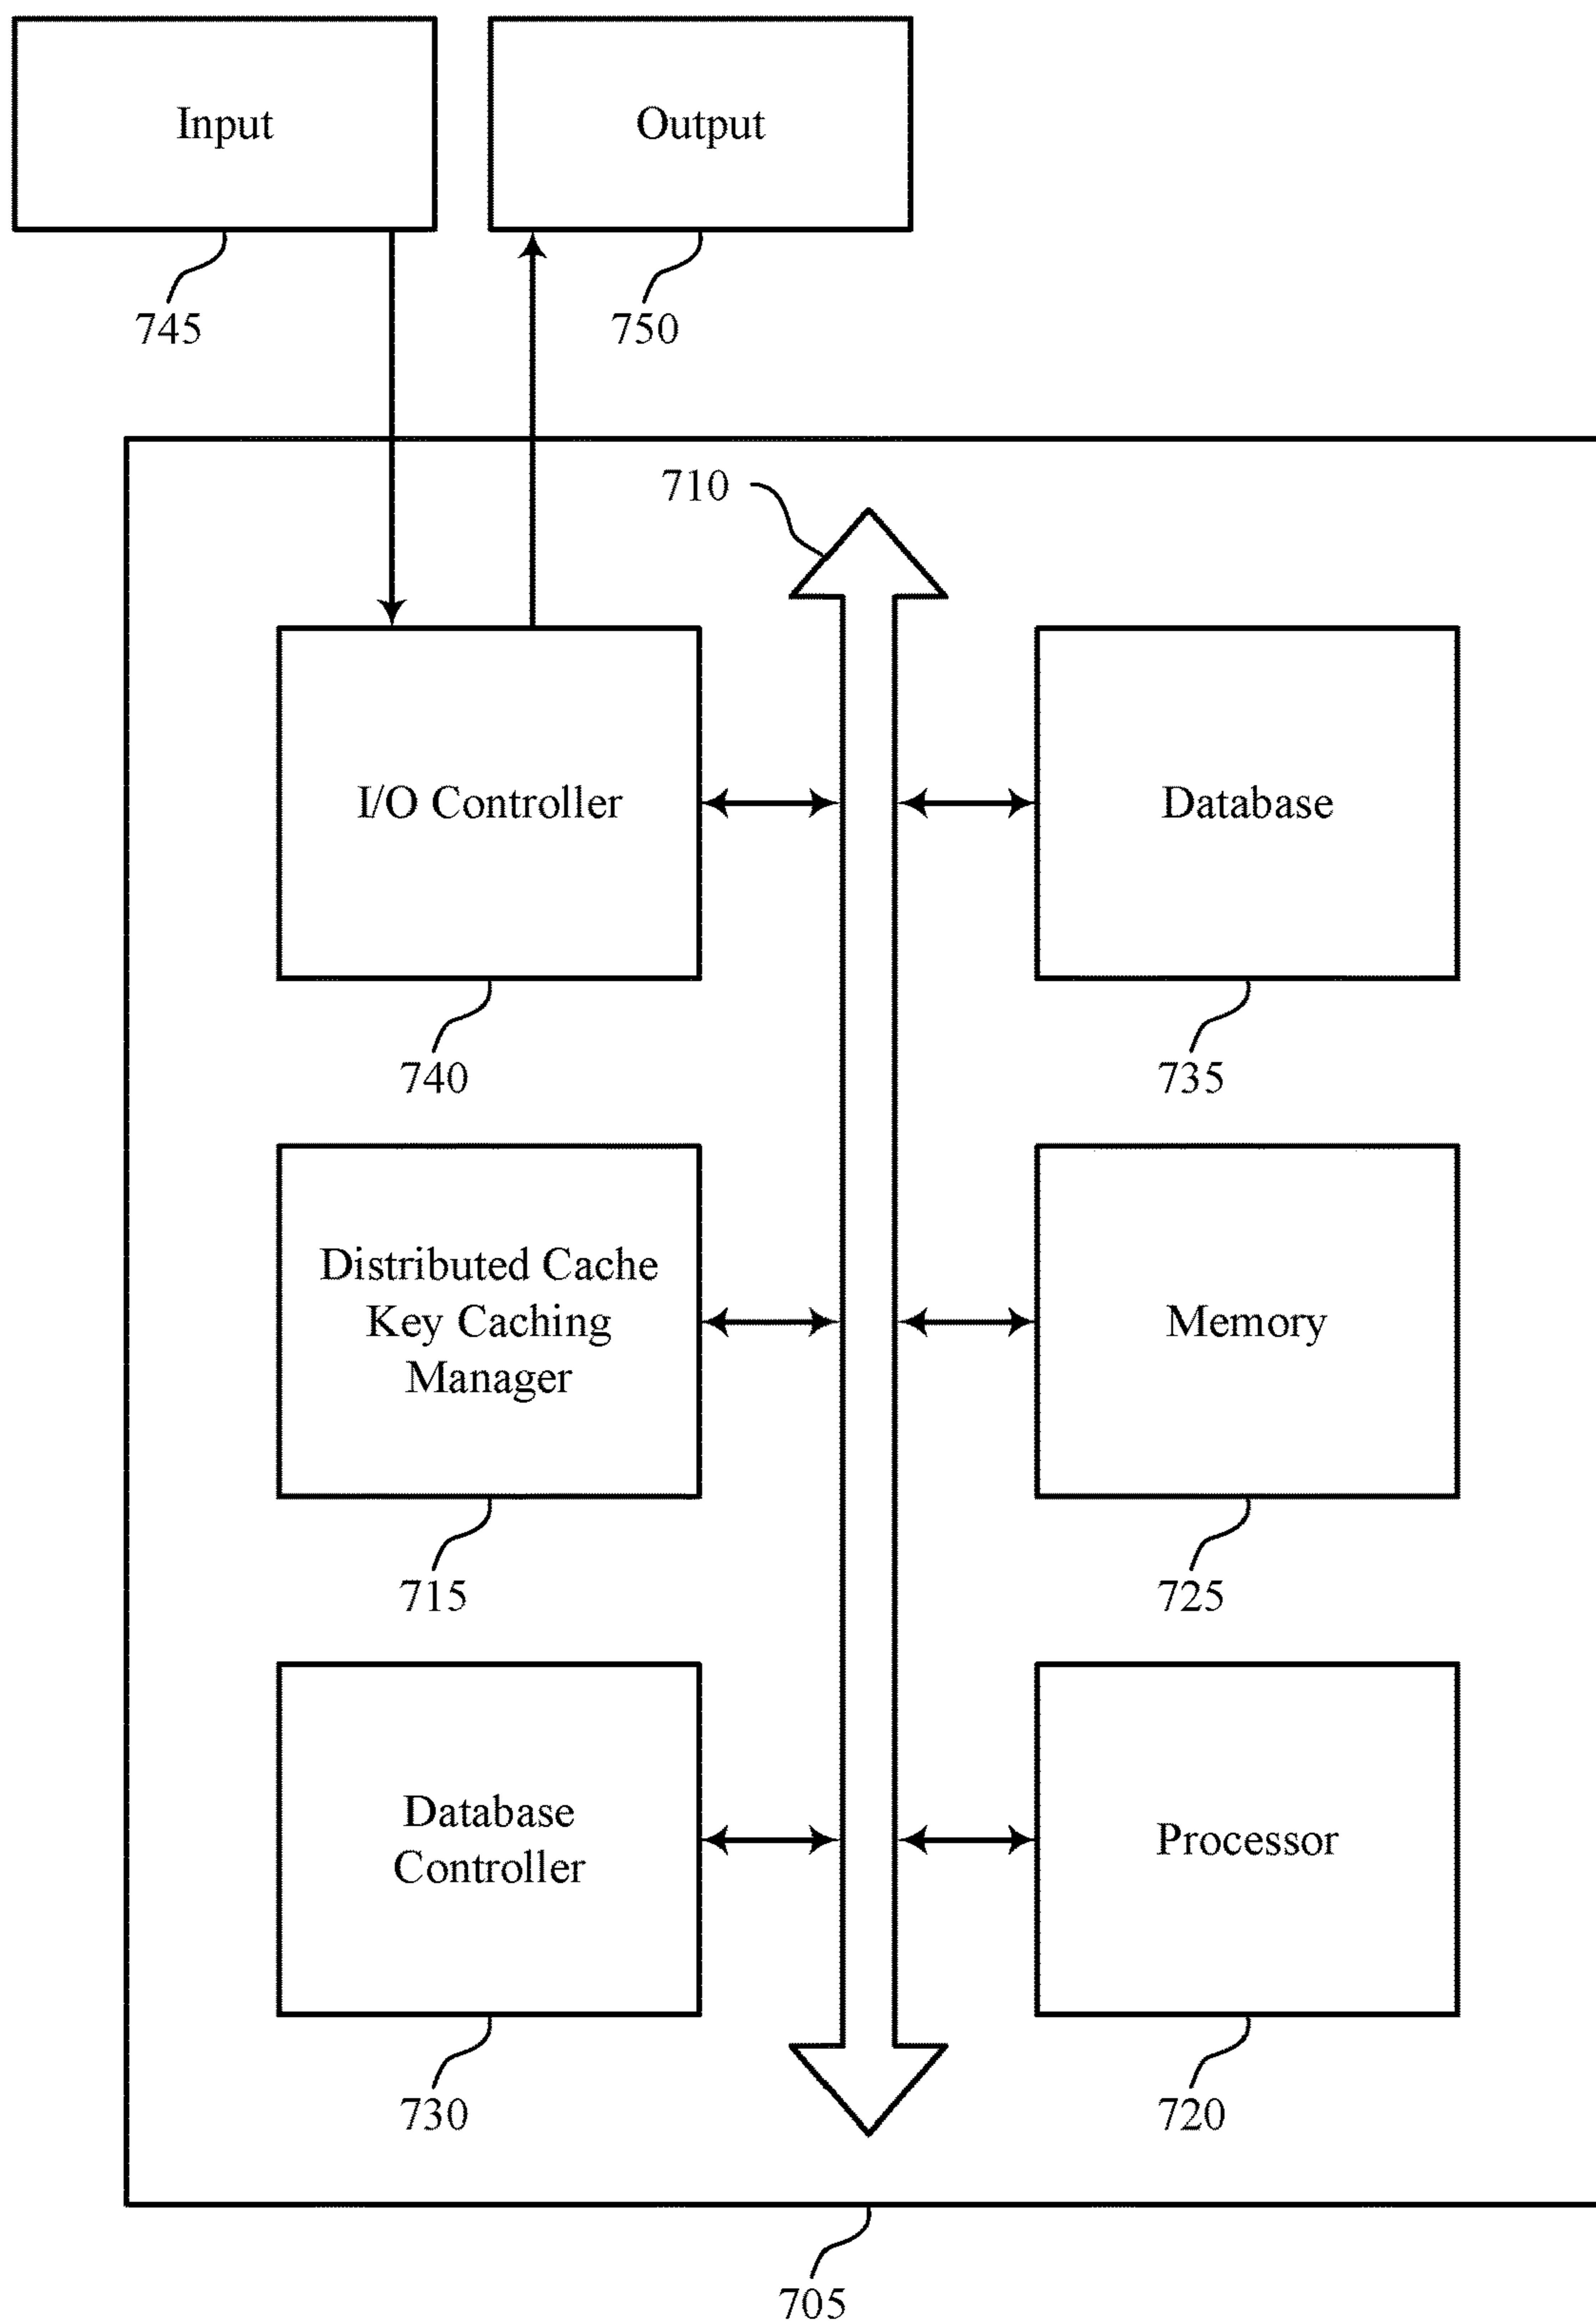 Input
Output
745
750
710
I/O Controller
Database
740
735
Distributed Cache
Key Caching
Manager
Memory
715
725
Database
Controller
Processor
730
720
705